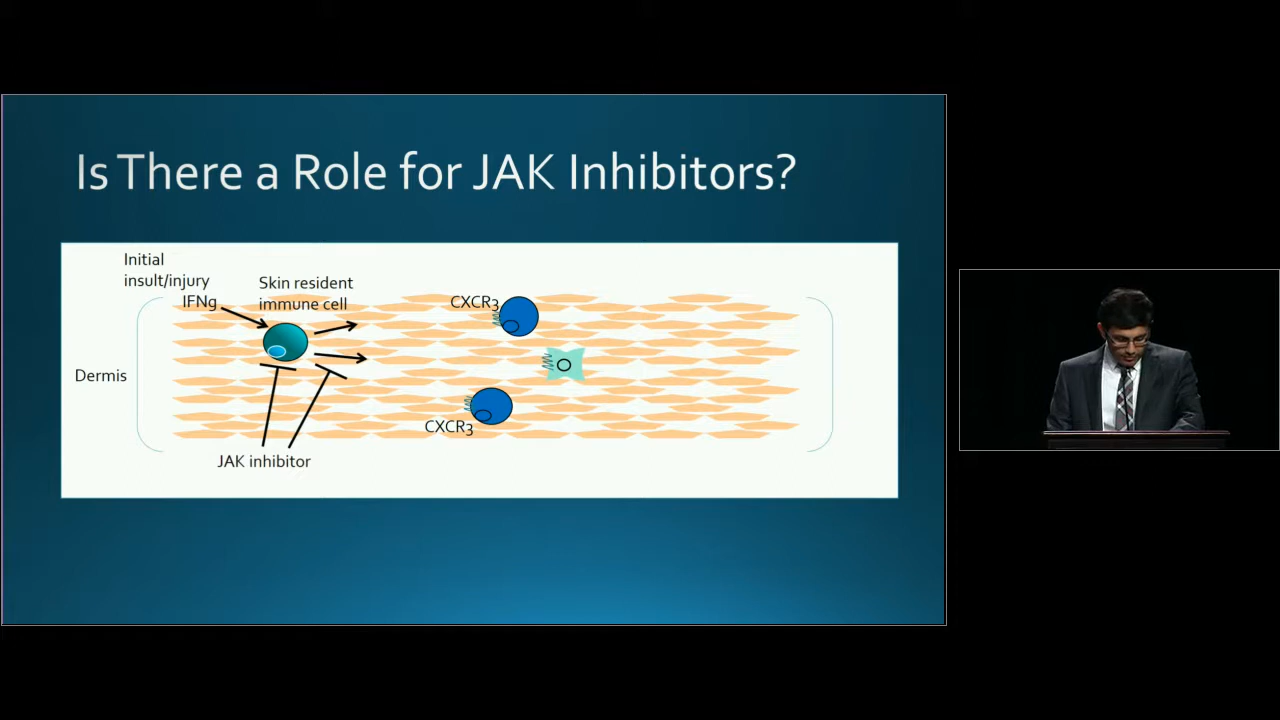 Is There a Role for JAK Inhibitors?
Initial
insult/injury
IFNg
Skin resident
immune cell
CXCR3
Dermis
CXCR3
JAK inhibitor